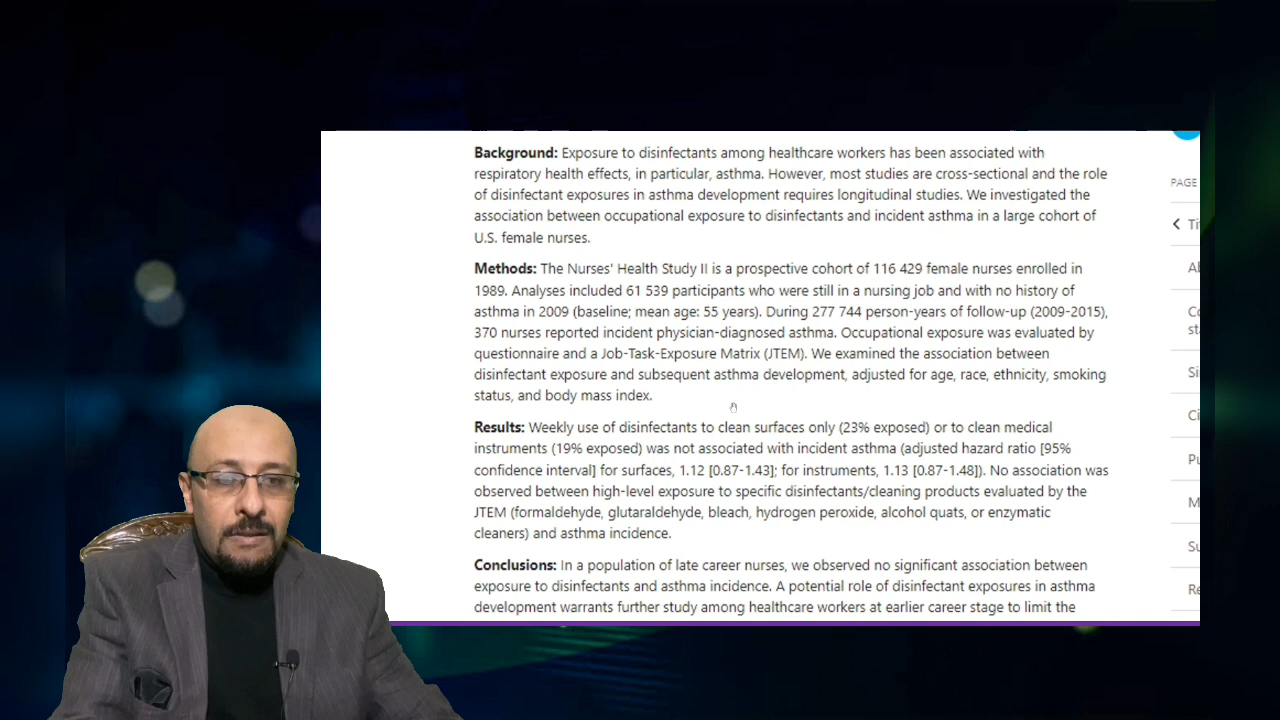 Background: Exposure to disinfectants among healthcare workers has been associated with
respiratory health effects, in particular, asthma. However, most studies are cross-sectional and the role
of disinfectant exposures in asthma development requires longitudinal studies. We investigated the
association between occupational exposure to disinfectants and incident asthma in a large cohort of
U.S. female nurses.
Methods: The Nurses' Health Study II is a prospective cohort of 116 429 female nurses enrolled in
1989. Analyses included 61 539 participants who were still in a nursing job and with no history of
asthma in 2009 (baseline; mean age: 55 years). During 277 744 person-years of follow-up (2009-2015),
370 nurses reported incident physician-diagnosed asthma. Occupational exposure was evaluated by
questionnaire and a Job-Task-Exposure Matrix (JTEM). We examined the association between
disinfectant exposure and subsequent asthma development, adjusted for age, race, ethnicity, smoking
status, and body mass index.
Results: Weekly use of disinfectants to clean surfaces only (23% exposed) or to clean medical
instruments (19% exposed) was not associated with incident asthma (adjusted hazard ratio [95%
confidence interval] for surfaces, 1.12 [0.87-1.43]; for instruments, 1.13 [0.87-1.48]). No association was
observed between high-level exposure to specific disinfectants/cleaning products evaluated by the
JTEM (formaldehyde, glutaraldehyde, bleach, hydrogen peroxide, alcohol quats, or enzymatic
cleaners) and asthma incidence.
Conclusions: In a population of late career nurses, we observed no significant association between
exposure to disinfectants and asthma incidence. A potential role of disinfectant exposures in asthma
development warrants further study among healthcare workers at earlier career stage to limit the
PAGE